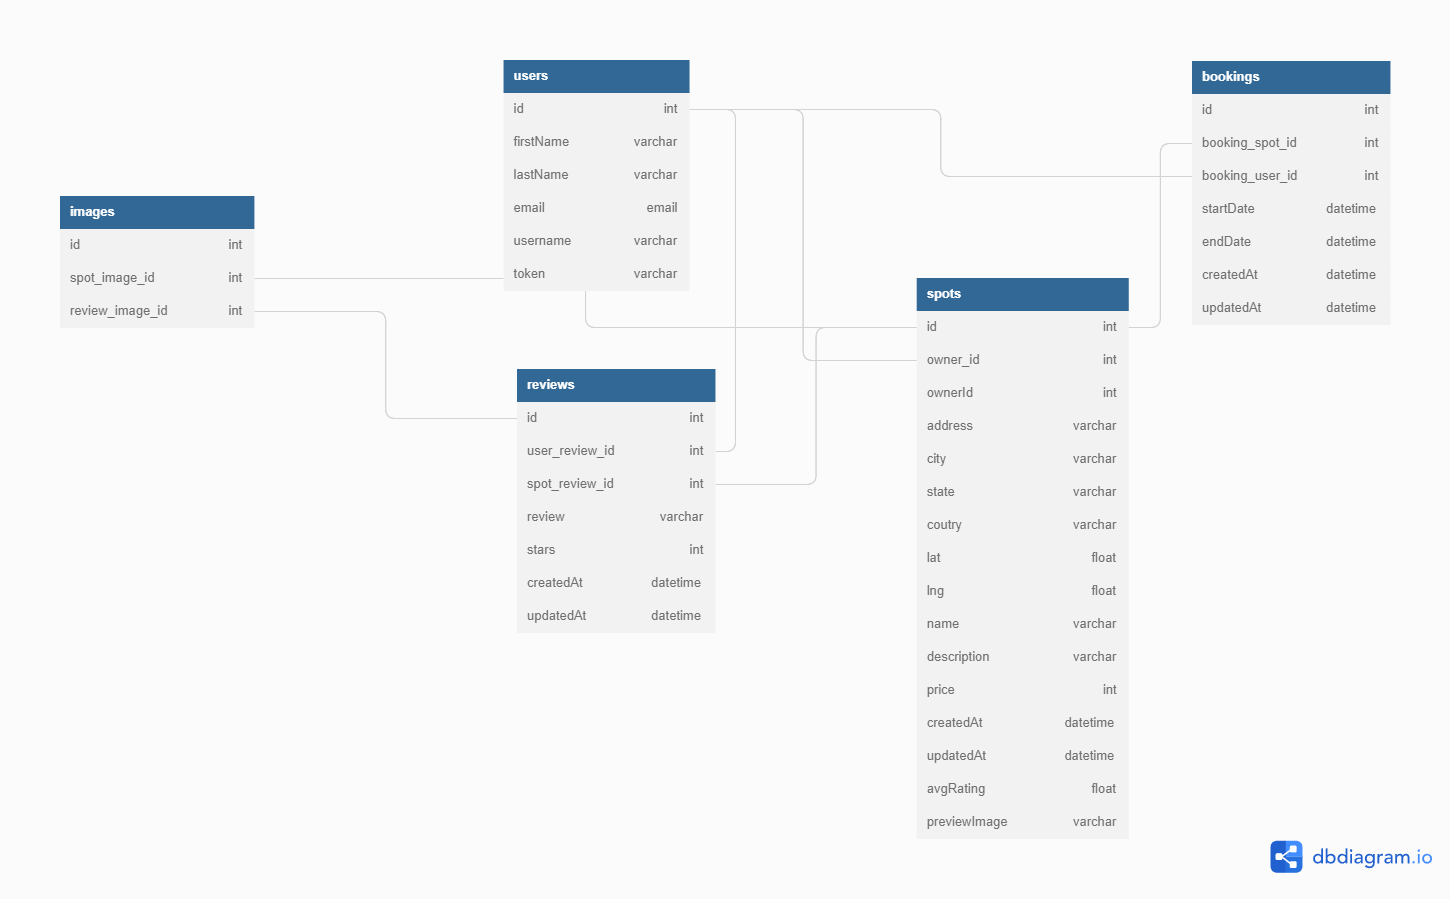 users
id int
firstName varchar
lastName varchar
email email
username varchar
token varchar
bookings
id int
booking_spot_id int
booking_user_id int
startDate datetime
endDate datetime
createdAt datetime
updatedAt datetime
images
id int
spot_image_id int
review_image_id int
spots
id int
owner_id int
ownerId int
address varchar
city varchar
state varchar
coutry varchar
lat float
lng float
name varchar
description varchar
price int
createdAt datetime
updatedAt datetime
avgRating float
previewImage varchar
reviews
id int
user_review_id int
spot_review_id int
review varchar
stars int
createdAt datetime
updatedAt datetime
dbdiagram.io